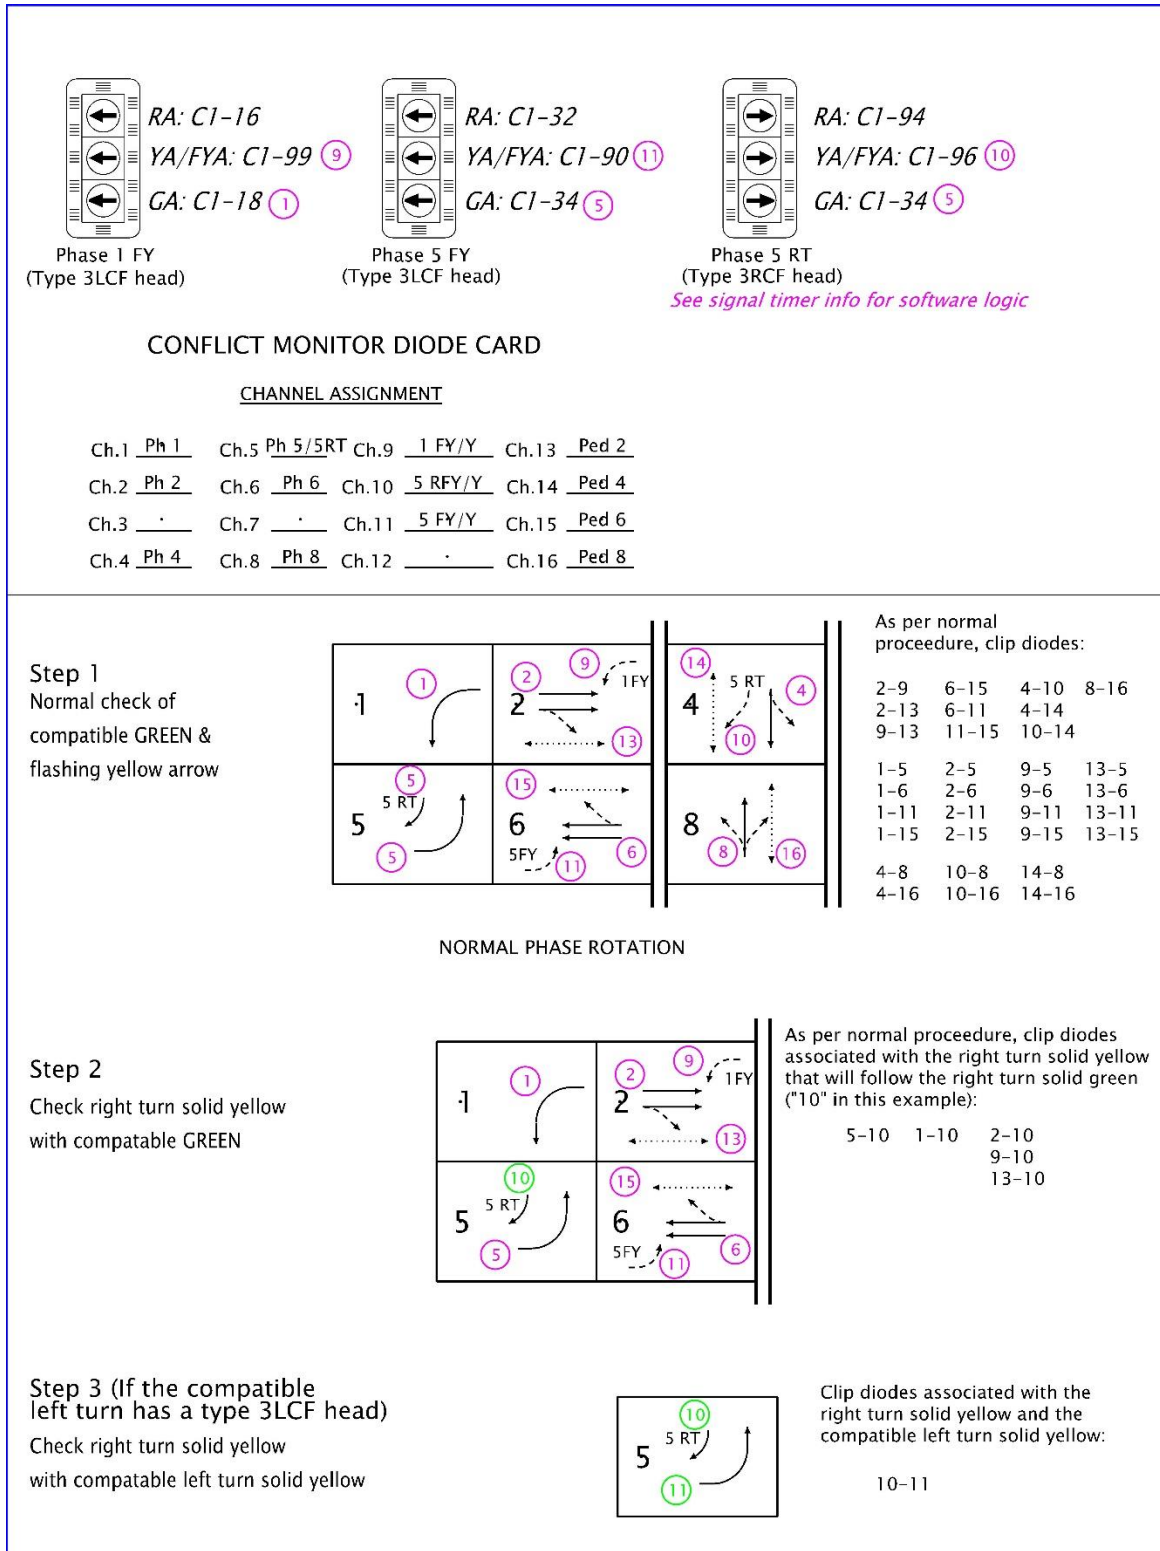 RA: C1-16
YA/FYA: C1-99 9
GA: C1-18 1
Phase 1 FY
(Type 3LCF head)
RA: C1-32
YA/FYA: C1-90 11
GA: C1-34 5
Phase 5 FY
(Type 3LCF head)
RA: C1-94
YA/FYA: C1-96 10
GA: C1-34 5
Phase 5 RT
(Type 3RCF head)
See signal timer info for software logic
CONFLICT MONITOR DIODE CARD
CHANNEL ASSIGNMENT
Ch.1 Ph 1 Ch.5 Ph 5/5RT Ch.9 1 FY/Y Ch.13 Ped 2
Ch.2 Ph 2 Ch.6 Ph 6 Ch.10 5 RFY/Y Ch.14 Ped 4
Ch.3 . Ch.7 . Ch.11 5 FY/Y Ch.15 Ped 6
Ch.4 Ph 4 Ch.8 Ph 8 Ch.12 . Ch.16 Ped 8
Step 1
Normal check of
compatible GREEN &
flashing yellow arrow
1 1
2 2 9 1FY 13
4 14 5 RT 4 10
5 5 5 RT 5
6 15 5FY 11 6
8 8 16
NORMAL PHASE ROTATION
As per normal
proceedure, clip diodes:
2-9 6-15 4-10 8-16
2-13 6-11 4-14
9-13 11-15 10-14
1-5 2-5 9-5 13-5
1-6 2-6 9-6 13-6
1-11 2-11 9-11 13-11
1-15 2-15 9-15 13-15
4-8 10-8 14-8
4-16 10-16 14-16
Step 2
Check right turn solid yellow
with compatable GREEN
1 1
2 2 9 1FY 13
5 10 5 RT 5
6 15 5FY 11 6
As per normal proceedure, clip diodes
associated with the right turn solid yellow
that will follow the right turn solid green
("10" in this example):
5-10 1-10 2-10
9-10
13-10
Step 3 (If the compatible
left turn has a type 3LCF head)
Check right turn solid yellow
with compatable left turn solid yellow
5 10 5 RT 11
Clip diodes associated with the
right turn solid yellow and the
compatible left turn solid yellow:
10-11